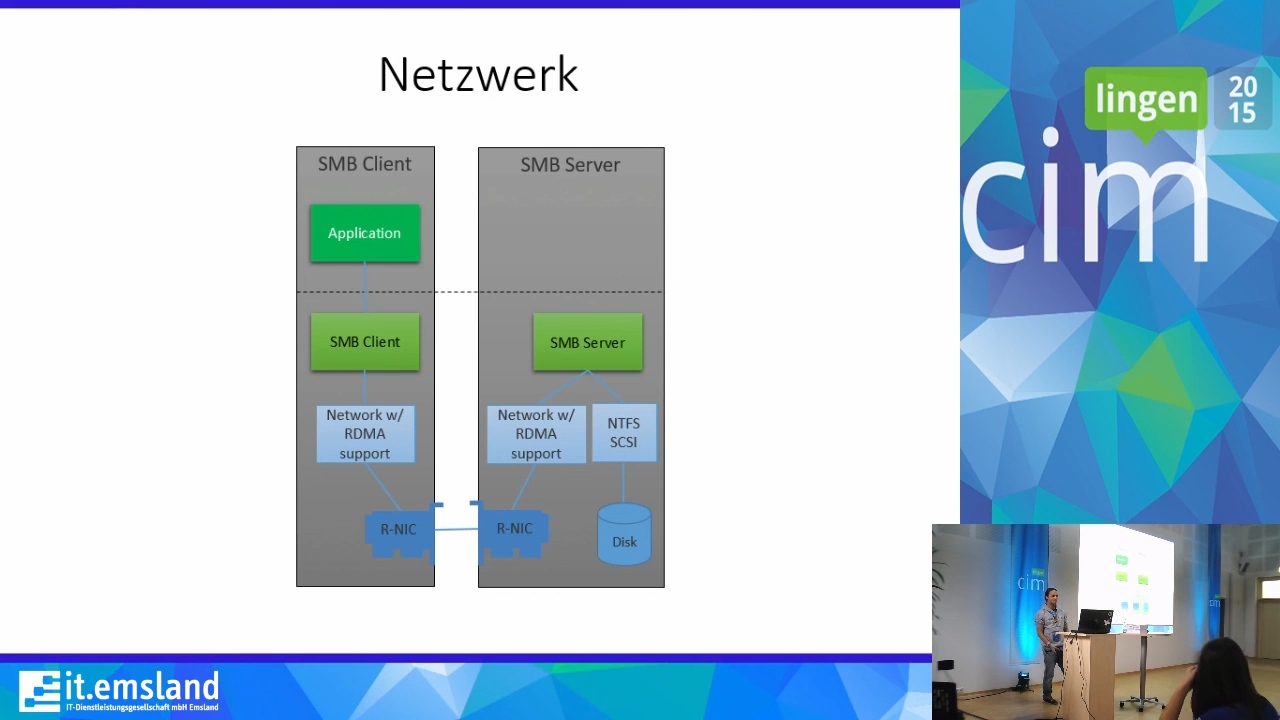 Netzwerk
SMB Client
SMB Server
Application
SMB Client
SMB Server
Network w/
RDMA
support
Network w/
RDMA
support
NTFS
SCSI
R-NIC
R-NIC
Disk
lingen
20
15
cim
it.emsland
IT-Dienstleistungsgesellschaft mbH Emsland
cim